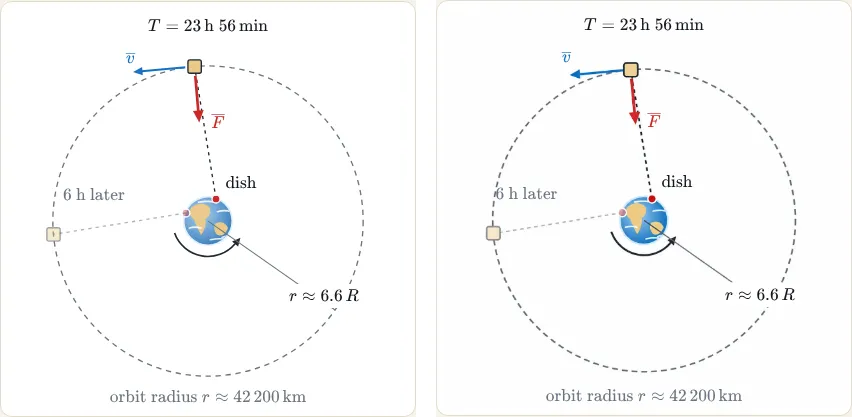 T = 23 h 56 min
v̅
F̅
dish
6 h later
r ≈ 6.6 R
orbit radius r ≈ 42 200 km
T = 23 h 56 min
v̅
F̅
dish
6 h later
r ≈ 6.6 R
orbit radius r ≈ 42 200 km